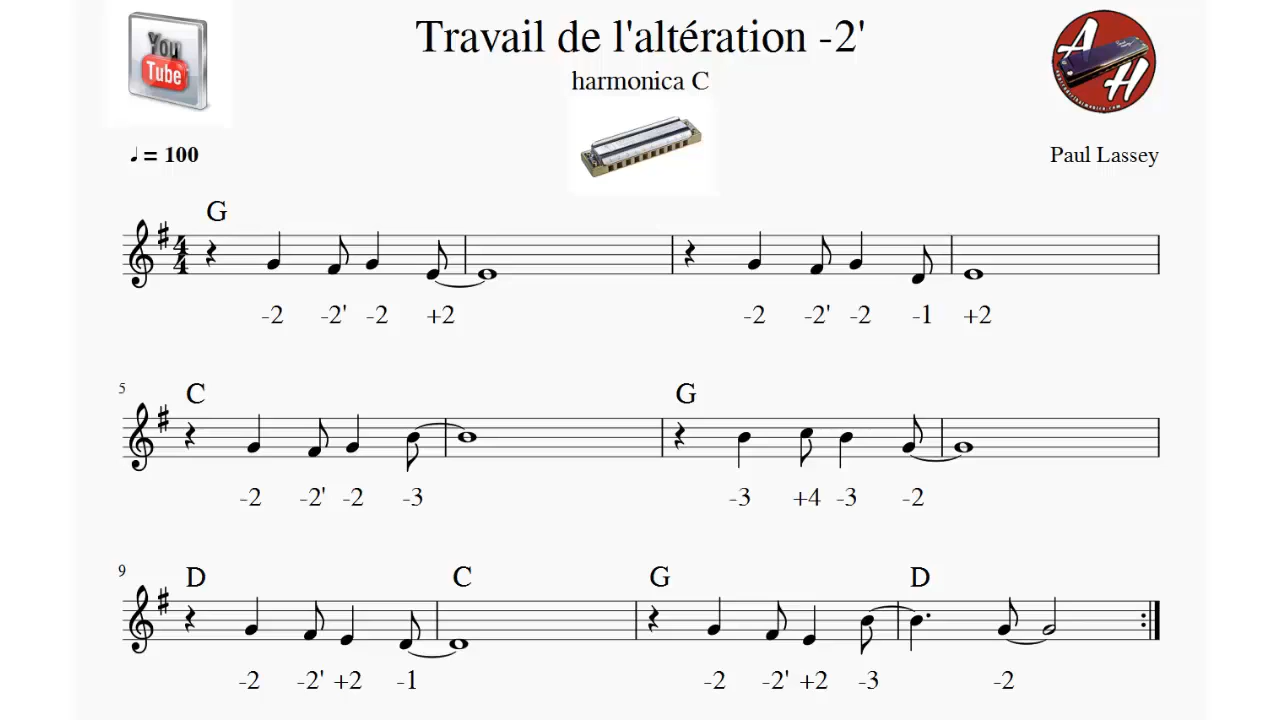 You
Tube
Travail de l'altération -2'
harmonica C
A
H
♩ = 100
Paul Lassey
G
4
4
-2 -2' -2 +2 -2 -2' -2 -1 +2
5
C G
-2 -2' -2 -3 -3 +4 -3 -2
9
D C G D
-2 -2' +2 -1 -2 -2' +2 -3 -2